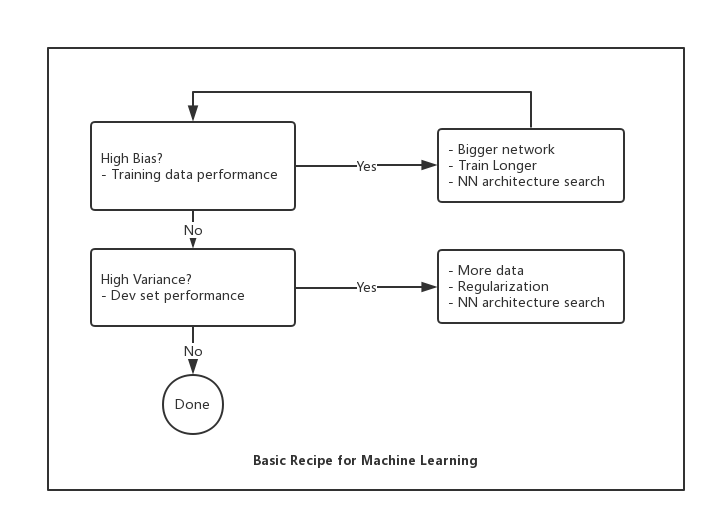 High Bias?
- Training data performance
Yes
- Bigger network
- Train Longer
- NN architecture search
No
High Variance?
- Dev set performance
Yes
- More data
- Regularization
- NN architecture search
No
Done
Basic Recipe for Machine Learning